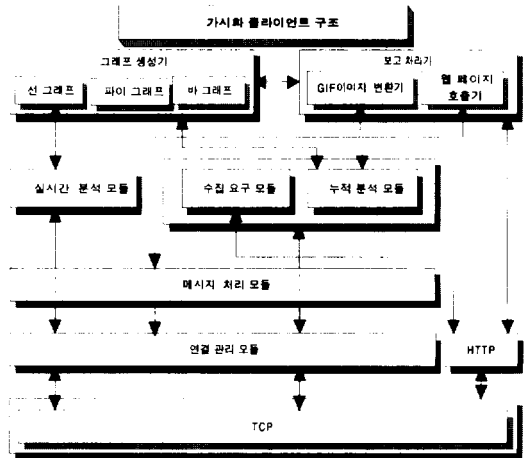 가시화 클라이언트 구조
그래프 생성기
보고 처리기
선 그래프
파이 그래프
바 그래프
GIF이미지 변환기
웹 페이지
호출기
실시간 분석 모듈
수집 요구 모듈
누적 분석 모듈
메시지 처리 모듈
연결 관리 모듈
HTTP
TCP